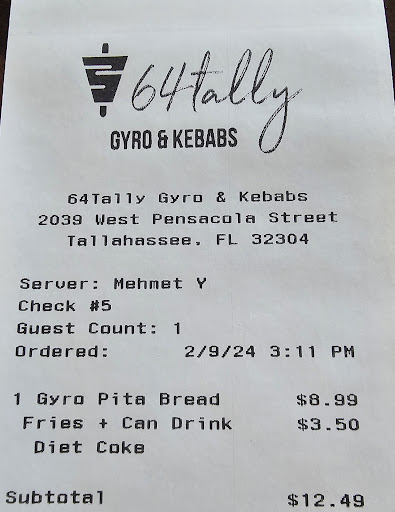 64tally
GYRO & KEBABS
64Tally Gyro & Kebabs
2039 West Pensacola Street
Tallahassee, FL 32304
Server: Mehmet Y
Check #5
Guest Count: 1
Ordered: 2/9/24 3:11 PM
1 Gyro Pita Bread $8.99
Fries + Can Drink $3.50
Diet Coke
Subtotal $12.49